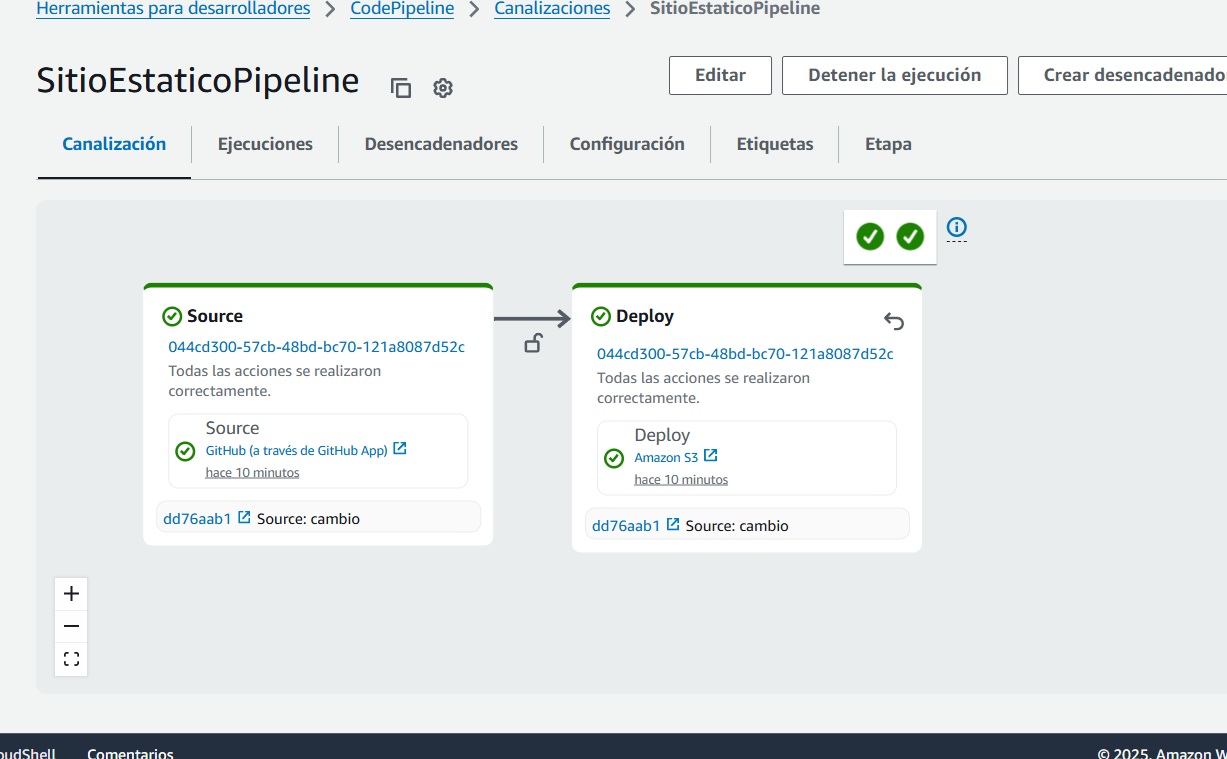 Herramientas para desarrolladores > CodePipeline > Canalizaciones > SitioEstaticoPipeline
SitioEstaticoPipeline
Editar
Detener la ejecución
Crear desencadenado
Canalización
Ejecuciones
Desencadenadores
Configuración
Etiquetas
Etapa
Source
044cd300-57cb-48bd-bc70-121a8087d52c
Todas las acciones se realizaron
correctamente.
Source
GitHub (a través de GitHub App)
hace 10 minutos
dd76aab1 Source: cambio
Deploy
044cd300-57cb-48bd-bc70-121a8087d52c
Todas las acciones se realizaron
correctamente.
Deploy
Amazon S3
hace 10 minutos
dd76aab1 Source: cambio
oudShell
Comentarios
© 2025, Amazon W